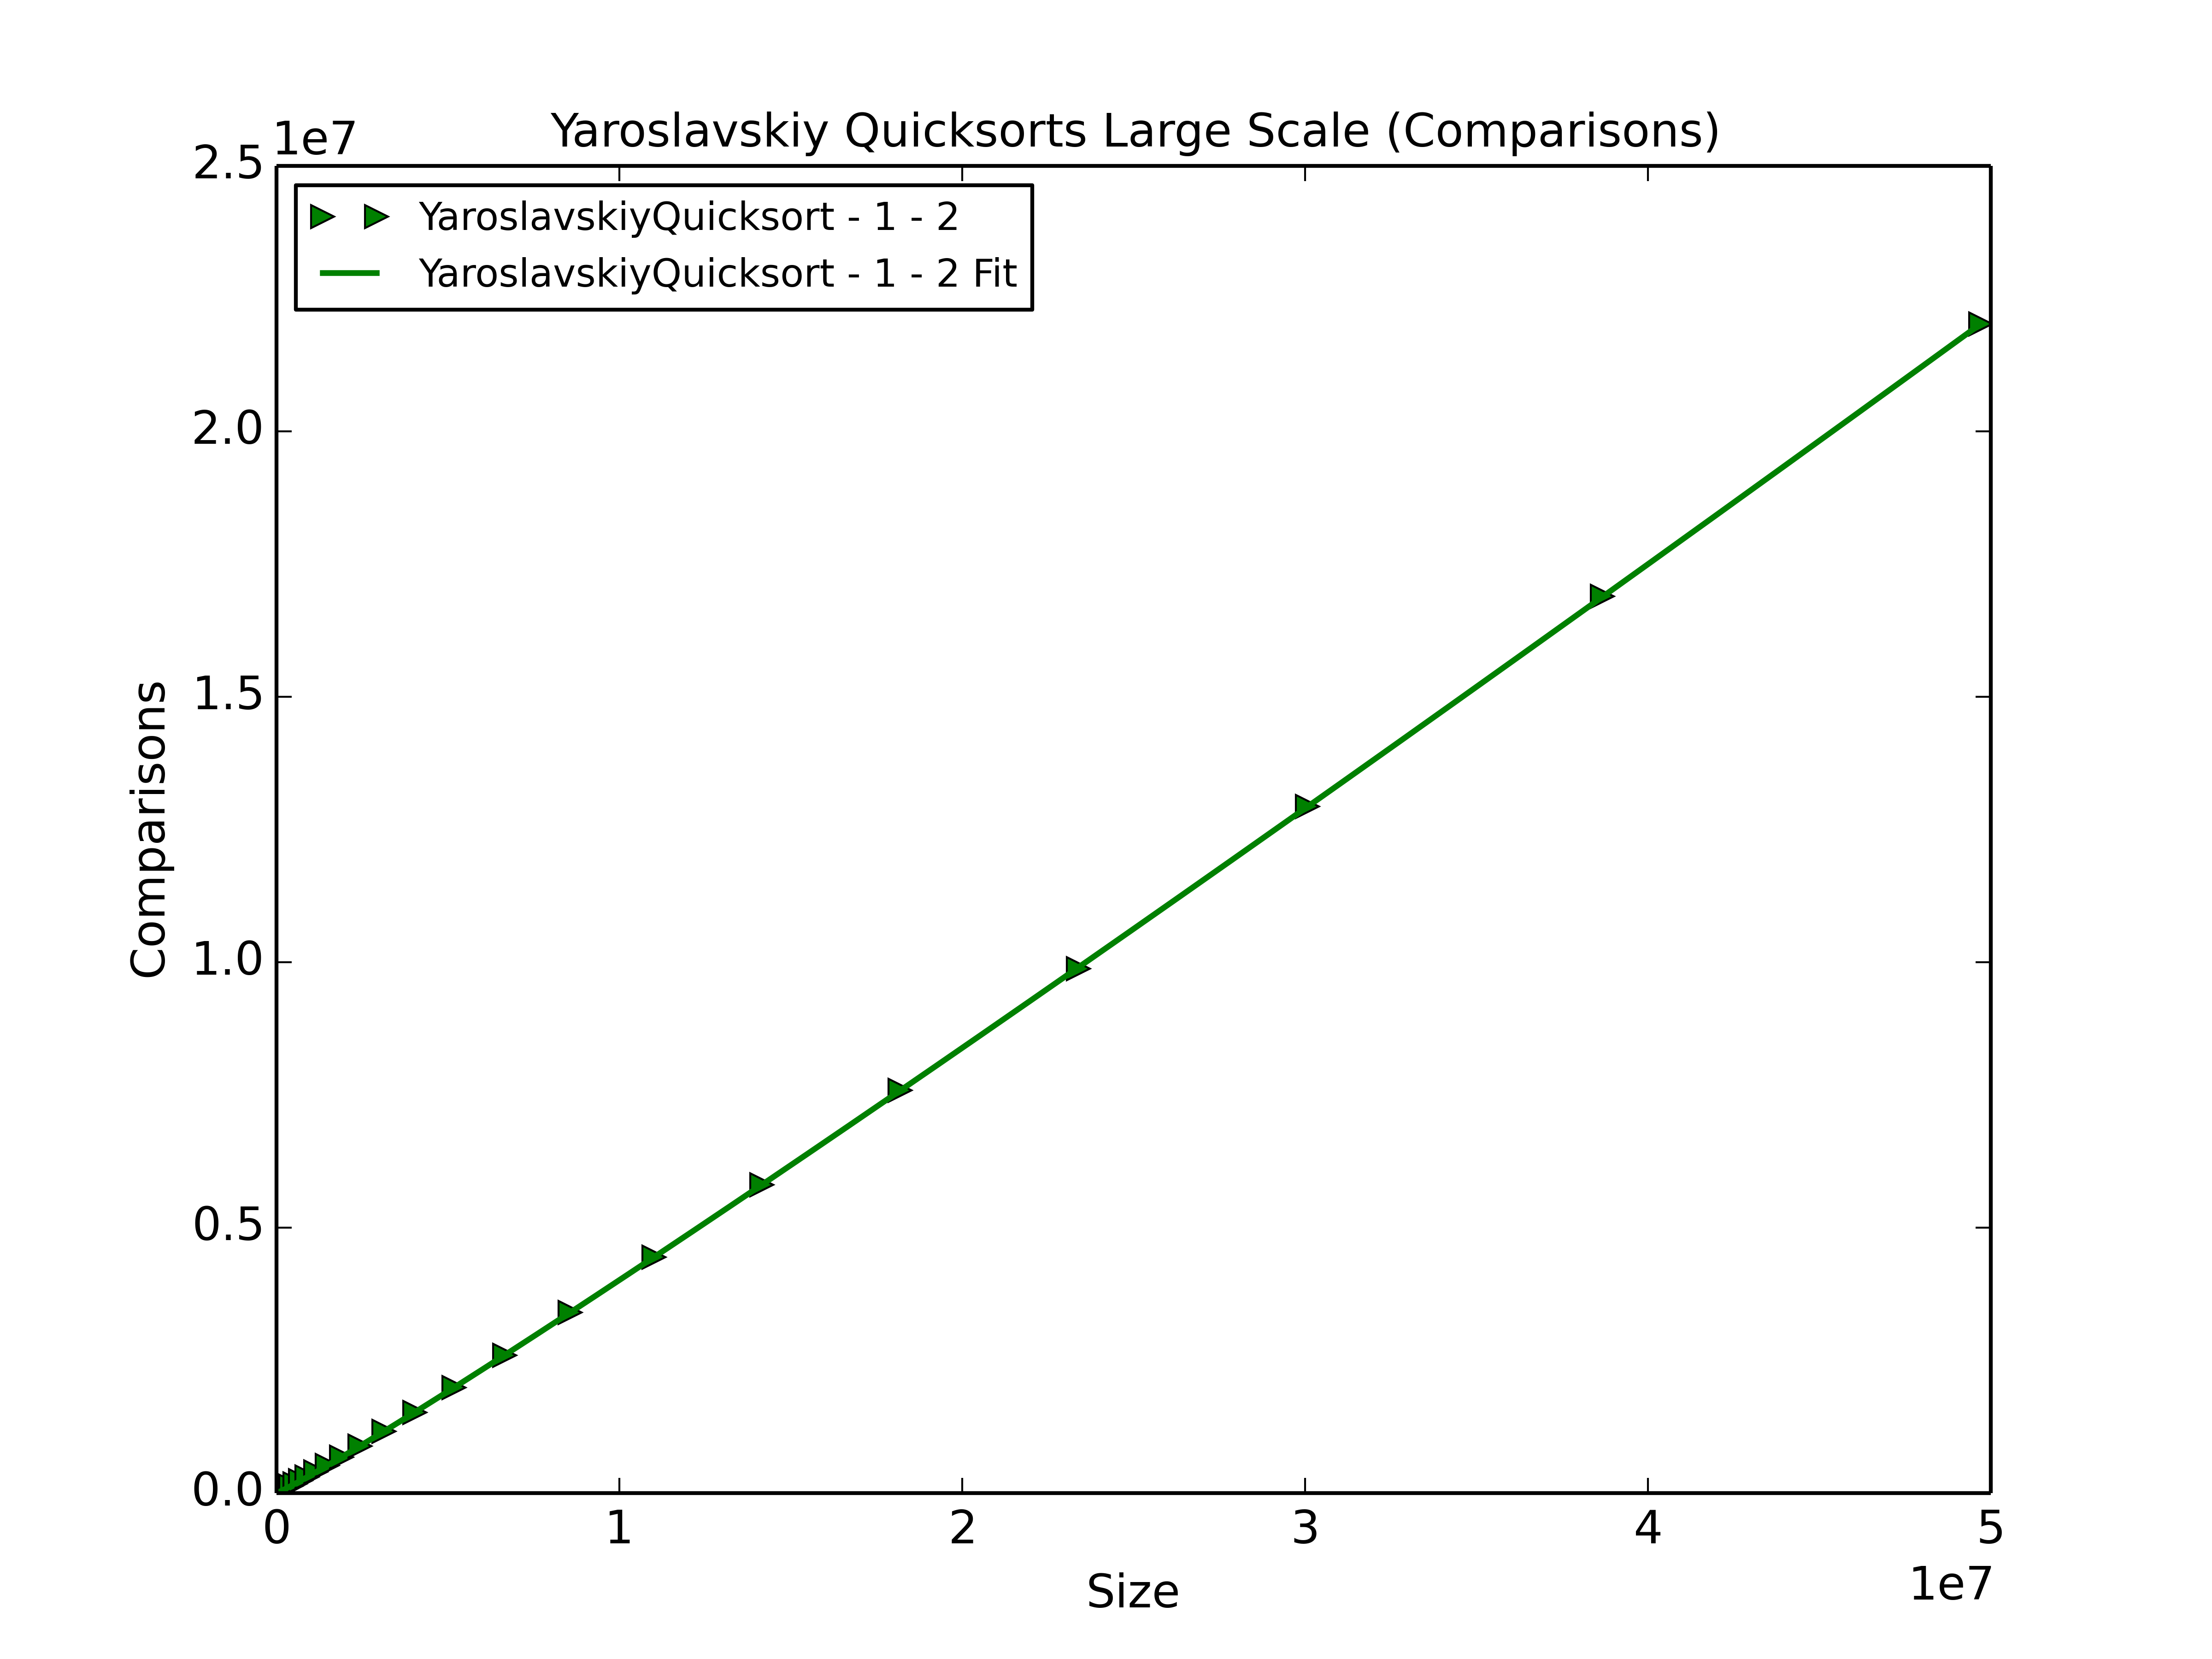 Yaroslavskiy Quicksorts Large Scale (Comparisons)
1e7
2.5
2.0
1.5
1.0
0.5
0.0
YaroslavskiyQuicksort - 1 - 2
YaroslavskiyQuicksort - 1 - 2 Fit
Comparisons
0 1 2 3 4 5
1e7
Size